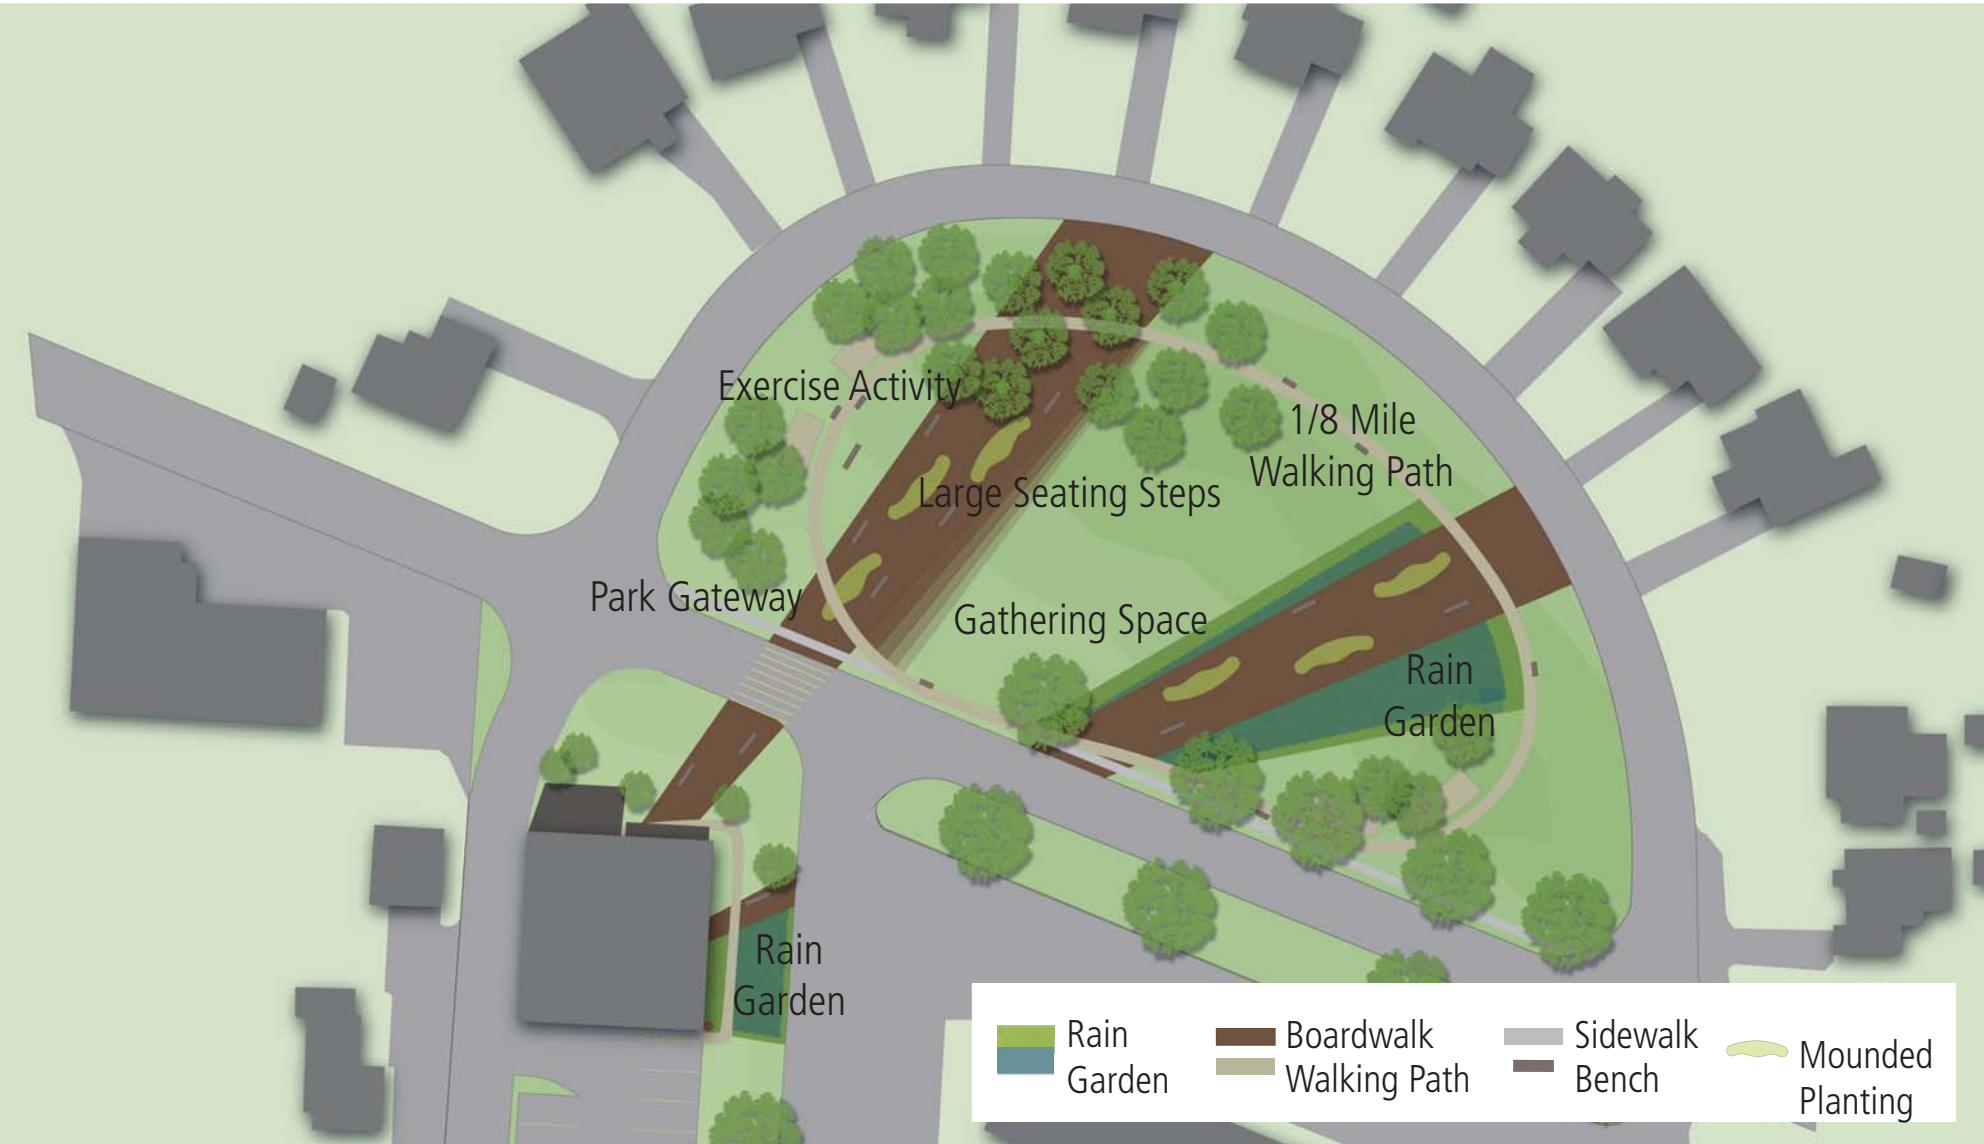 Exercise Activity
1/8 Mile
Walking Path
Large Seating Steps
Park Gateway
Gathering Space
Rain
Garden
Rain
Garden
Rain
Garden
Boardwalk
Walking Path
Sidewalk
Bench
Mounded
Planting